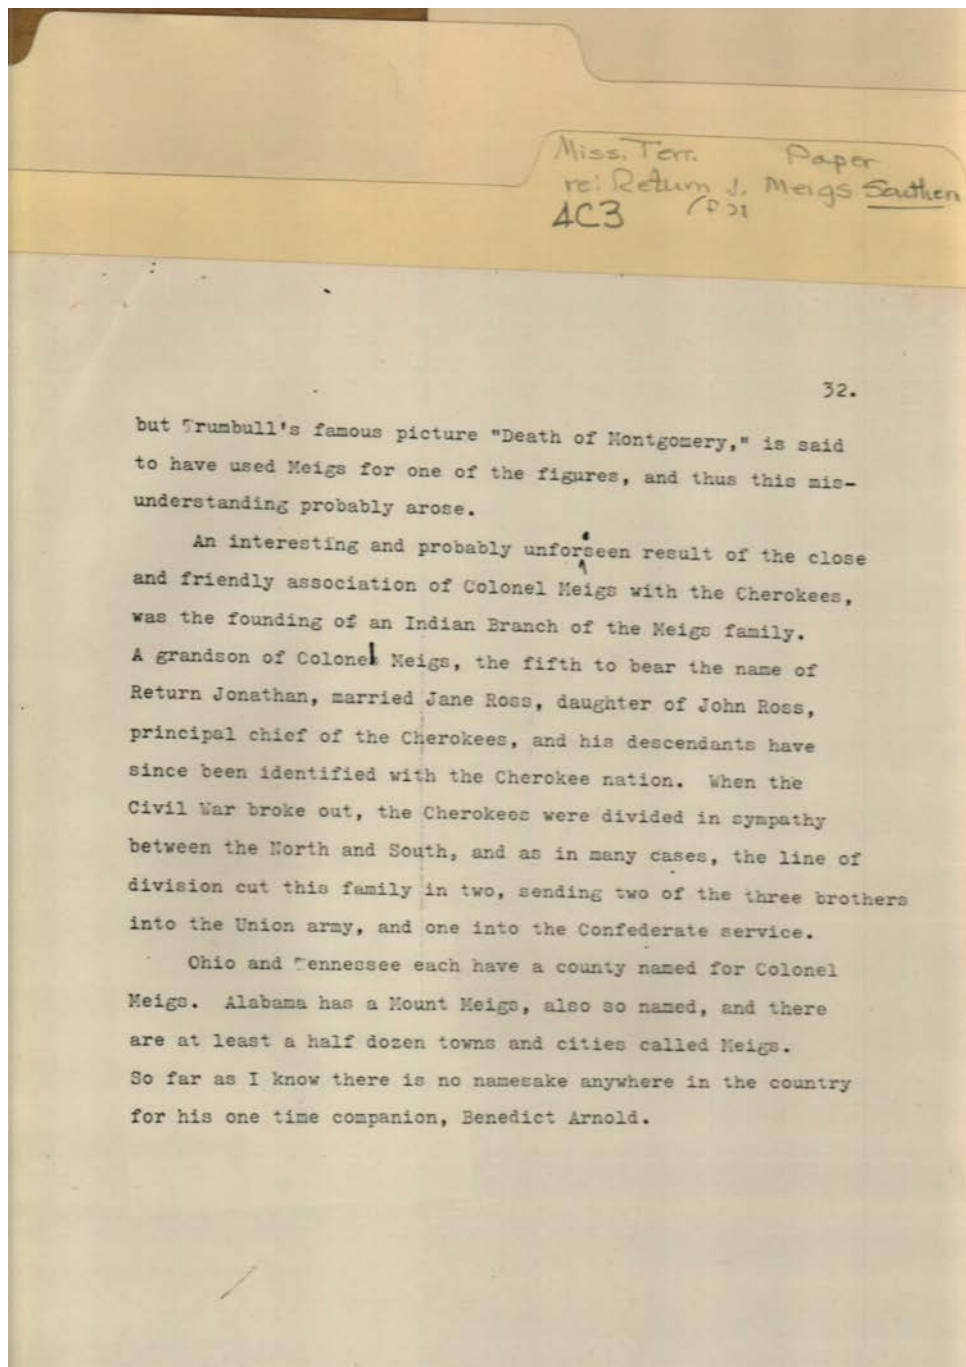 Miss. Terr. Paper
re: Return J. Meigs Southern
4C3
32.
but Trumbull's famous picture "Death of Montgomery," is said
to have used Meigs for one of the figures, and thus this mis-
understanding probably arose.
An interesting and probably unforeseen result of the close
and friendly association of Colonel Meigs with the Cherokees,
was the founding of an Indian Branch of the Meigs family.
A grandson of Colonel Meigs, the fifth to bear the name of
Return Jonathan, married Jane Ross, daughter of John Ross,
principal chief of the Cherokees, and his descendants have
since been identified with the Cherokee nation. When the
Civil War broke out, the Cherokees were divided in sympathy
between the North and South, and as in many cases, the line of
division cut this family in two, sending two of the three brothers
into the Union army, and one into the Confederate service.
Ohio and Tennessee each have a county named for Colonel
Meigs. Alabama has a Mount Meigs, also so named, and there
are at least a half dozen towns and cities called Meigs.
So far as I know there is no namesake anywhere in the country
for his one time companion, Benedict Arnold.